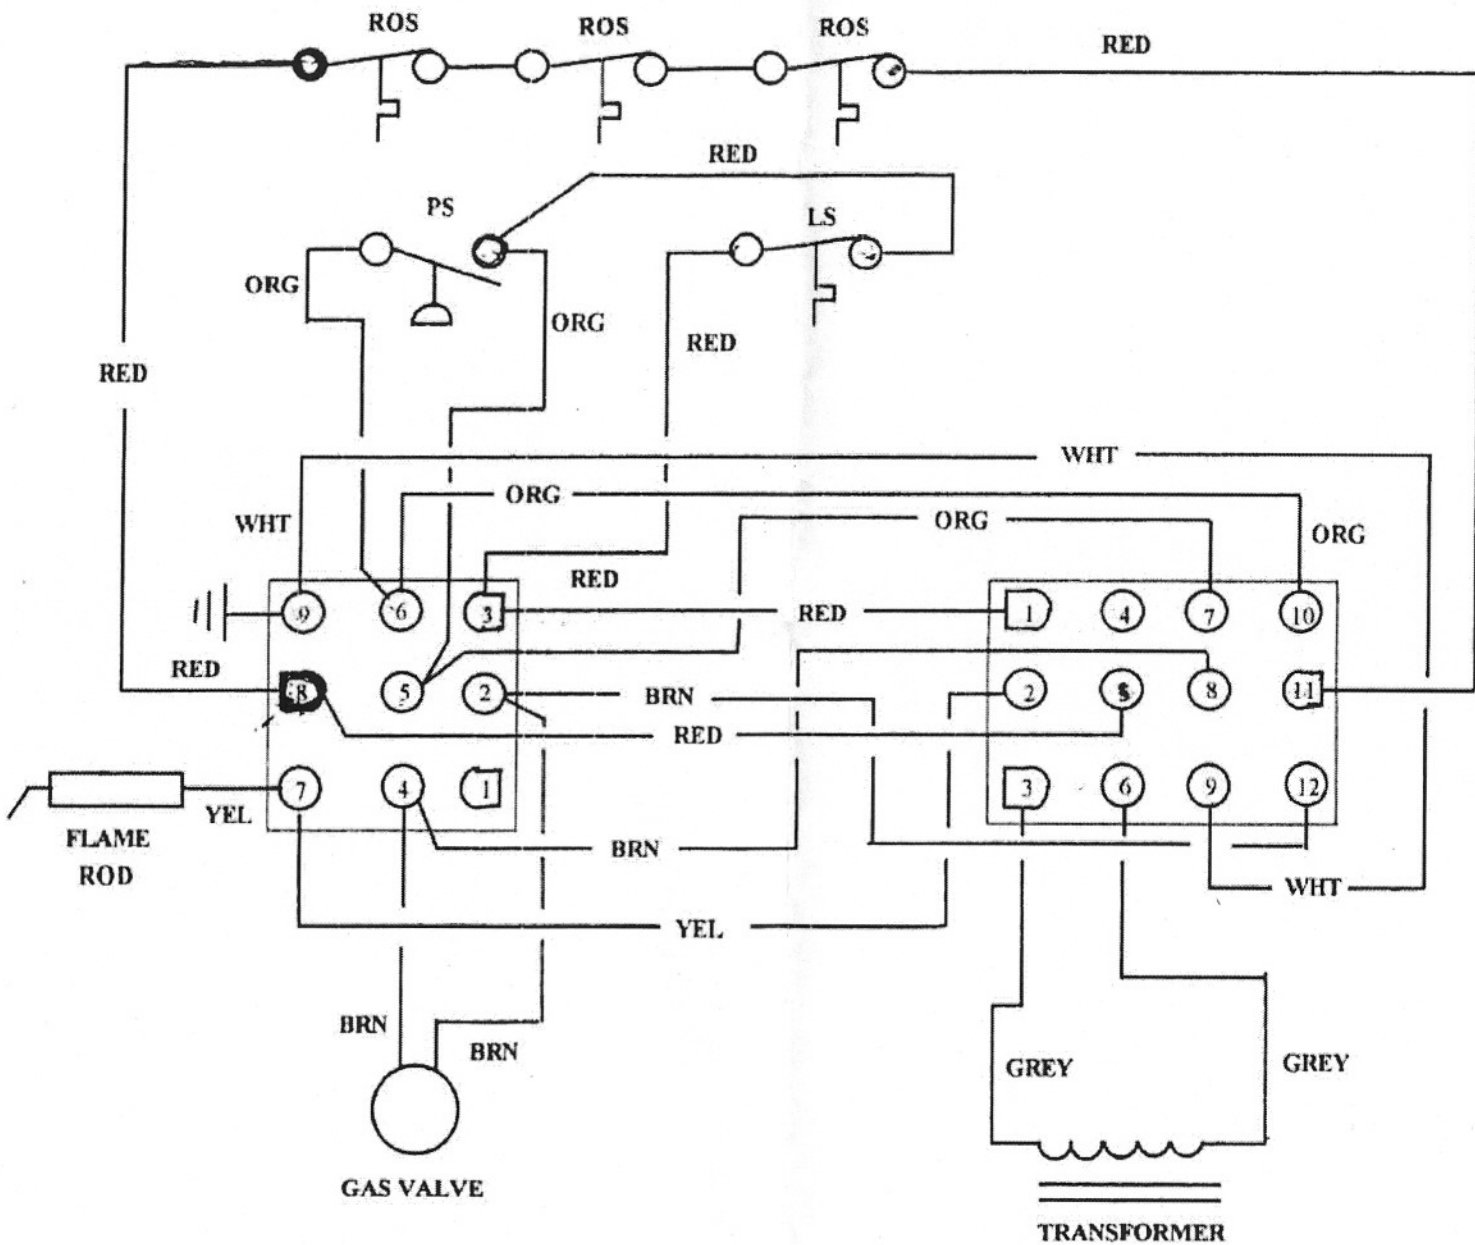 ROS ROS ROS RED
RED
PS LS
ORG ORG RED
RED
WHT
ORG
ORG
WHT ORG
RED
9 6 3 RED 1 4 7 10
RED
8 5 2 BRN 2 5 8 11
RED
7 4 1 3 6 9 12
YEL
FLAME
ROD
BRN
WHT
YEL
BRN
BRN
GREY GREY
GAS VALVE
TRANSFORMER